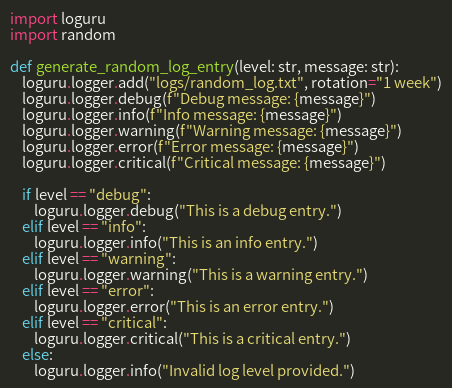 import loguru
import random

def generate_random_log_entry(level: str, message: str):
    loguru.logger.add("logs/random_log.txt", rotation="1 week")
    loguru.logger.debug(f"Debug message: {message}")
    loguru.logger.info(f"Info message: {message}")
    loguru.logger.warning(f"Warning message: {message}")
    loguru.logger.error(f"Error message: {message}")
    loguru.logger.critical(f"Critical message: {message}")

    if level == "debug":
        loguru.logger.debug("This is a debug entry.")
    elif level == "info":
        loguru.logger.info("This is an info entry.")
    elif level == "warning":
        loguru.logger.warning("This is a warning entry.")
    elif level == "error":
        loguru.logger.error("This is an error entry.")
    elif level == "critical":
        loguru.logger.critical("This is a critical entry.")
    else:
        loguru.logger.info("Invalid log level provided.")